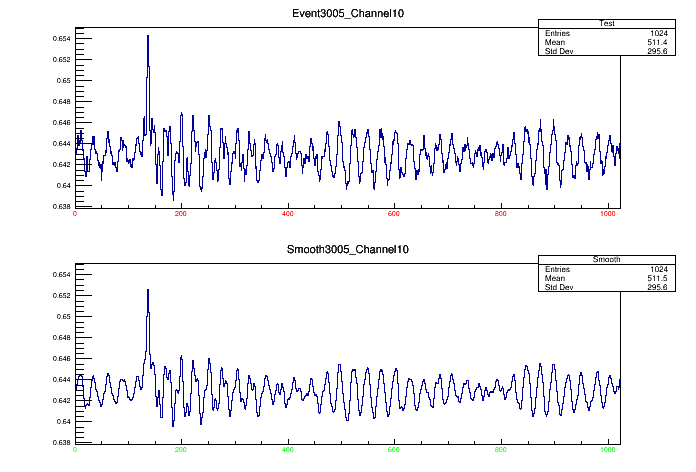 Event3005_Channel10
Test
Entries 1024
Mean 511.4
Std Dev 295.6
0.654
0.652
0.65
0.648
0.646
0.644
0.642
0.64
0.638
0 200 400 600 800 1000
Smooth3005_Channel10
Smooth
Entries 1024
Mean 511.5
Std Dev 295.6
0.654
0.652
0.65
0.648
0.646
0.644
0.642
0.64
0.638
0 200 400 600 800 1000